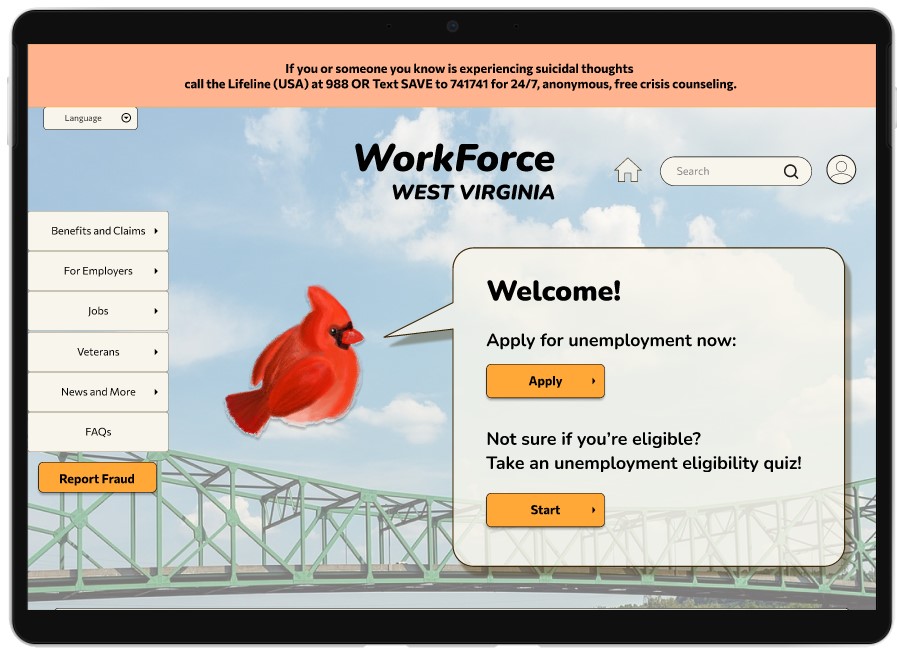 If you or someone you know is experiencing suicidal thoughts
call the Lifeline (USA) at 988 OR Text SAVE to 741741 for 24/7, anonymous, free crisis counseling.
Language
WorkForce
WEST VIRGINIA
Search
Benefits and Claims
For Employers
Jobs
Veterans
News and More
FAQs
Report Fraud
Welcome!
Apply for unemployment now:
Apply
Not sure if you’re eligible?
Take an unemployment eligibility quiz!
Start